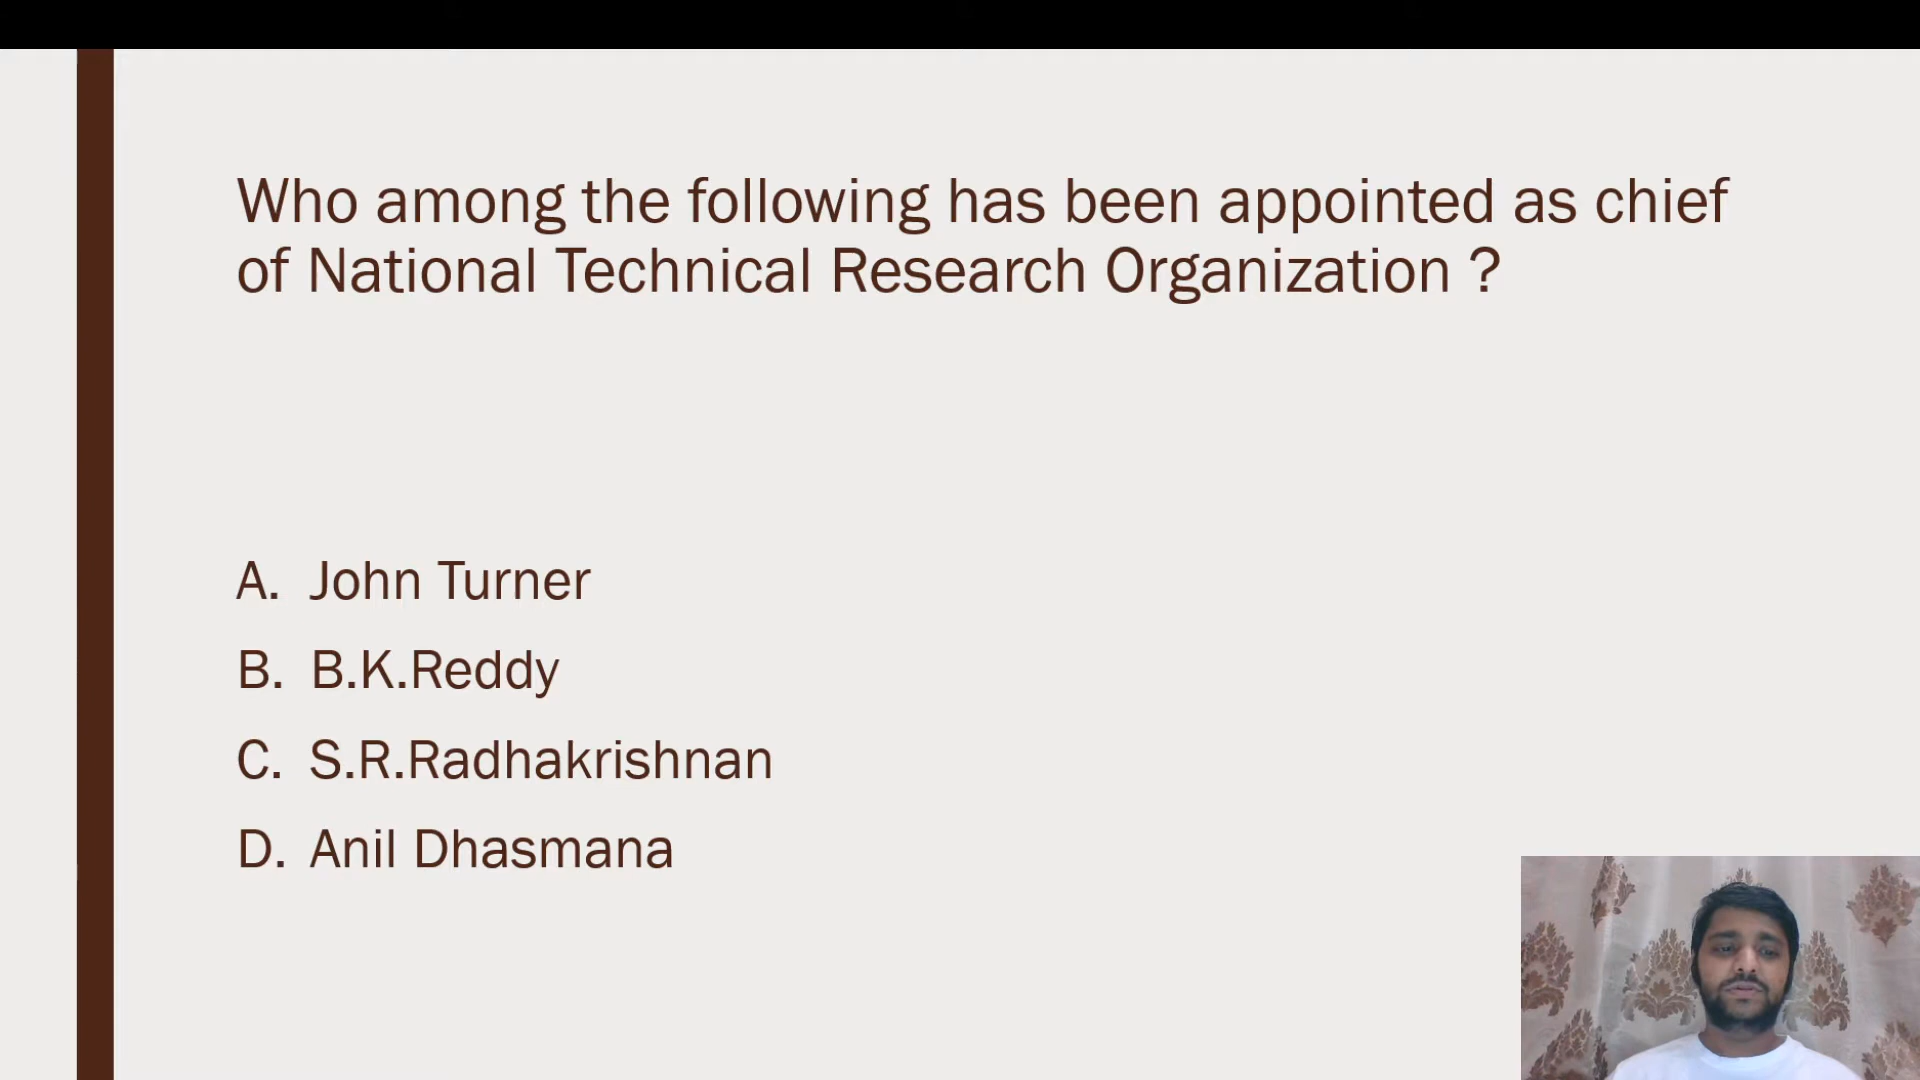 Who among the following has been appointed as chief
of National Technical Research Organization ?
A. John Turner
B. B.K.Reddy
C. S.R.Radhakrishnan
D. Anil Dhasmana